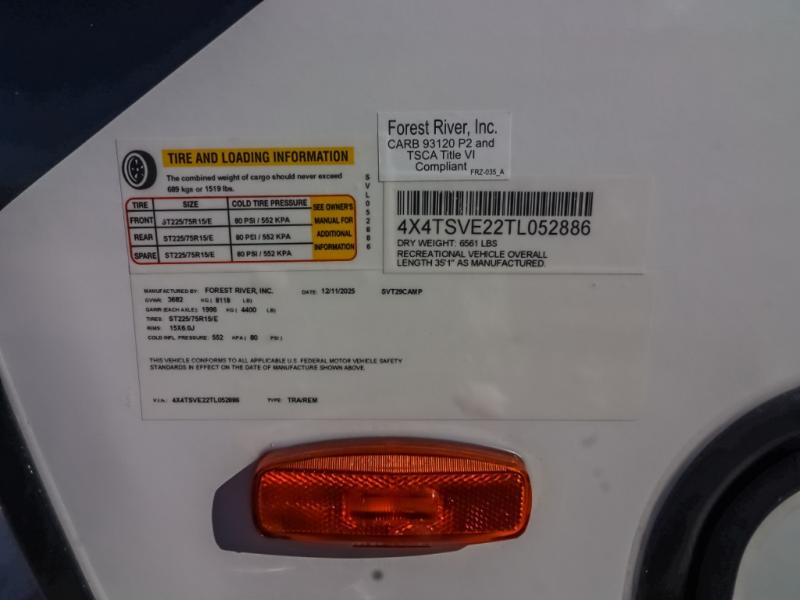 Forest River, Inc.
CARB 93120 P2 and
TSCA Title VI
Compliant
FRZ-035_A
TIRE AND LOADING INFORMATION
The combined weight of cargo should never exceed
689 kgs or 1519 lbs.
TIRE SIZE COLD TIRE PRESSURE
FRONT ST225/75R15/E 80 PSI / 552 KPA
REAR ST225/75R15/E 80 PSI / 552 KPA
SPARE ST225/75R15/E 80 PSI / 552 KPA
SEE OWNER'S
MANUAL FOR
ADDITIONAL
INFORMATION
SVL052886
4X4TSVE22TL052886
DRY WEIGHT: 6561 LBS
RECREATIONAL VEHICLE OVERALL
LENGTH 35'1" AS MANUFACTURED.
MANUFACTURED BY: FOREST RIVER, INC. DATE: 12/11/2025 SVT29CAMP
GVWR: 3682 KG ( 8118 LB)
GAWR (EACH AXLE): 1996 KG ( 4400 LB)
TIRES: ST225/75R15/E
RIMS: 15X6.0J
COLD INFL. PRESSURE: 552 KPA ( 80 PSI )
THIS VEHICLE CONFORMS TO ALL APPLICABLE U.S. FEDERAL MOTOR VEHICLE SAFETY
STANDARDS IN EFFECT ON THE DATE OF MANUFACTURE SHOWN ABOVE.
V.I.N.: 4X4TSVE22TL052886 TYPE: TRA/REM